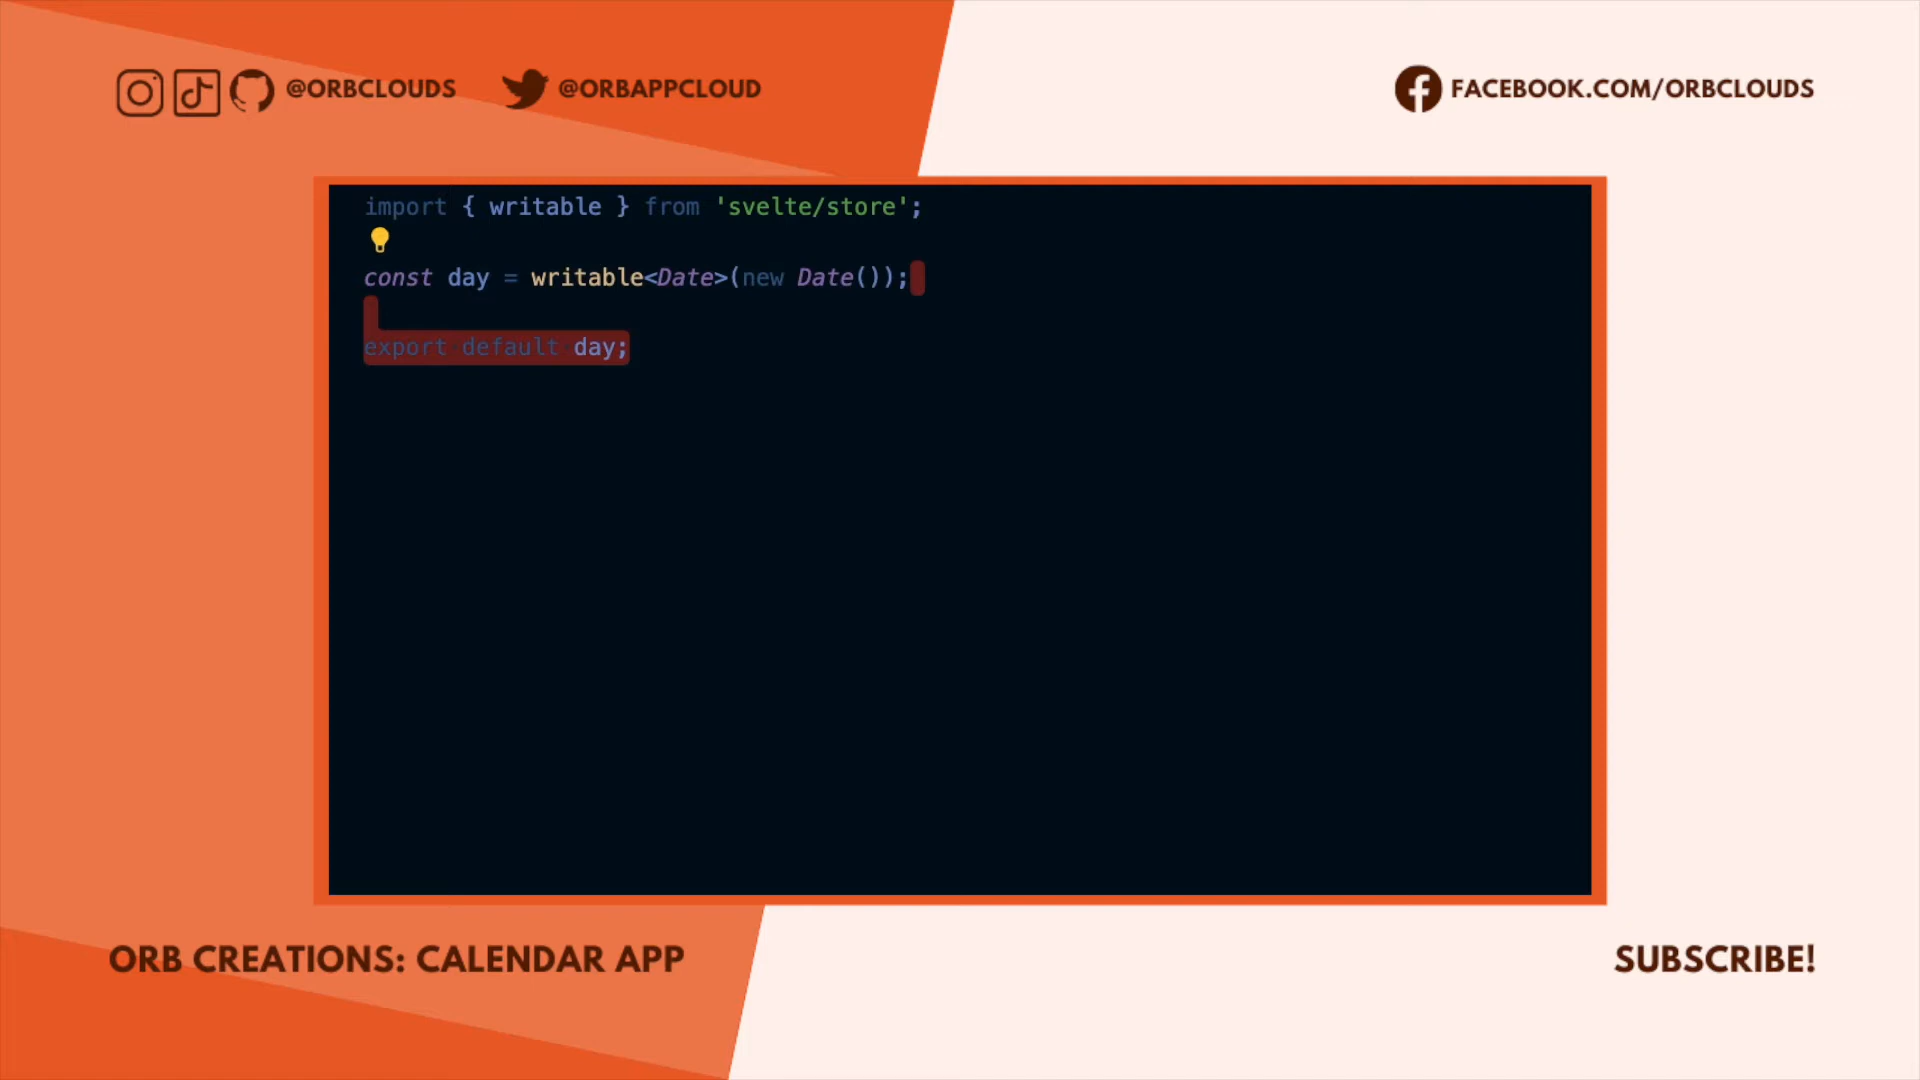 @ORBCLOUDS @ORBAPPCLOUD FACEBOOK.COM/ORBCLOUDS
import { writable } from 'svelte/store';
const day = writable<Date>(new Date());
export default day;
ORB CREATIONS: CALENDAR APP SUBSCRIBE!